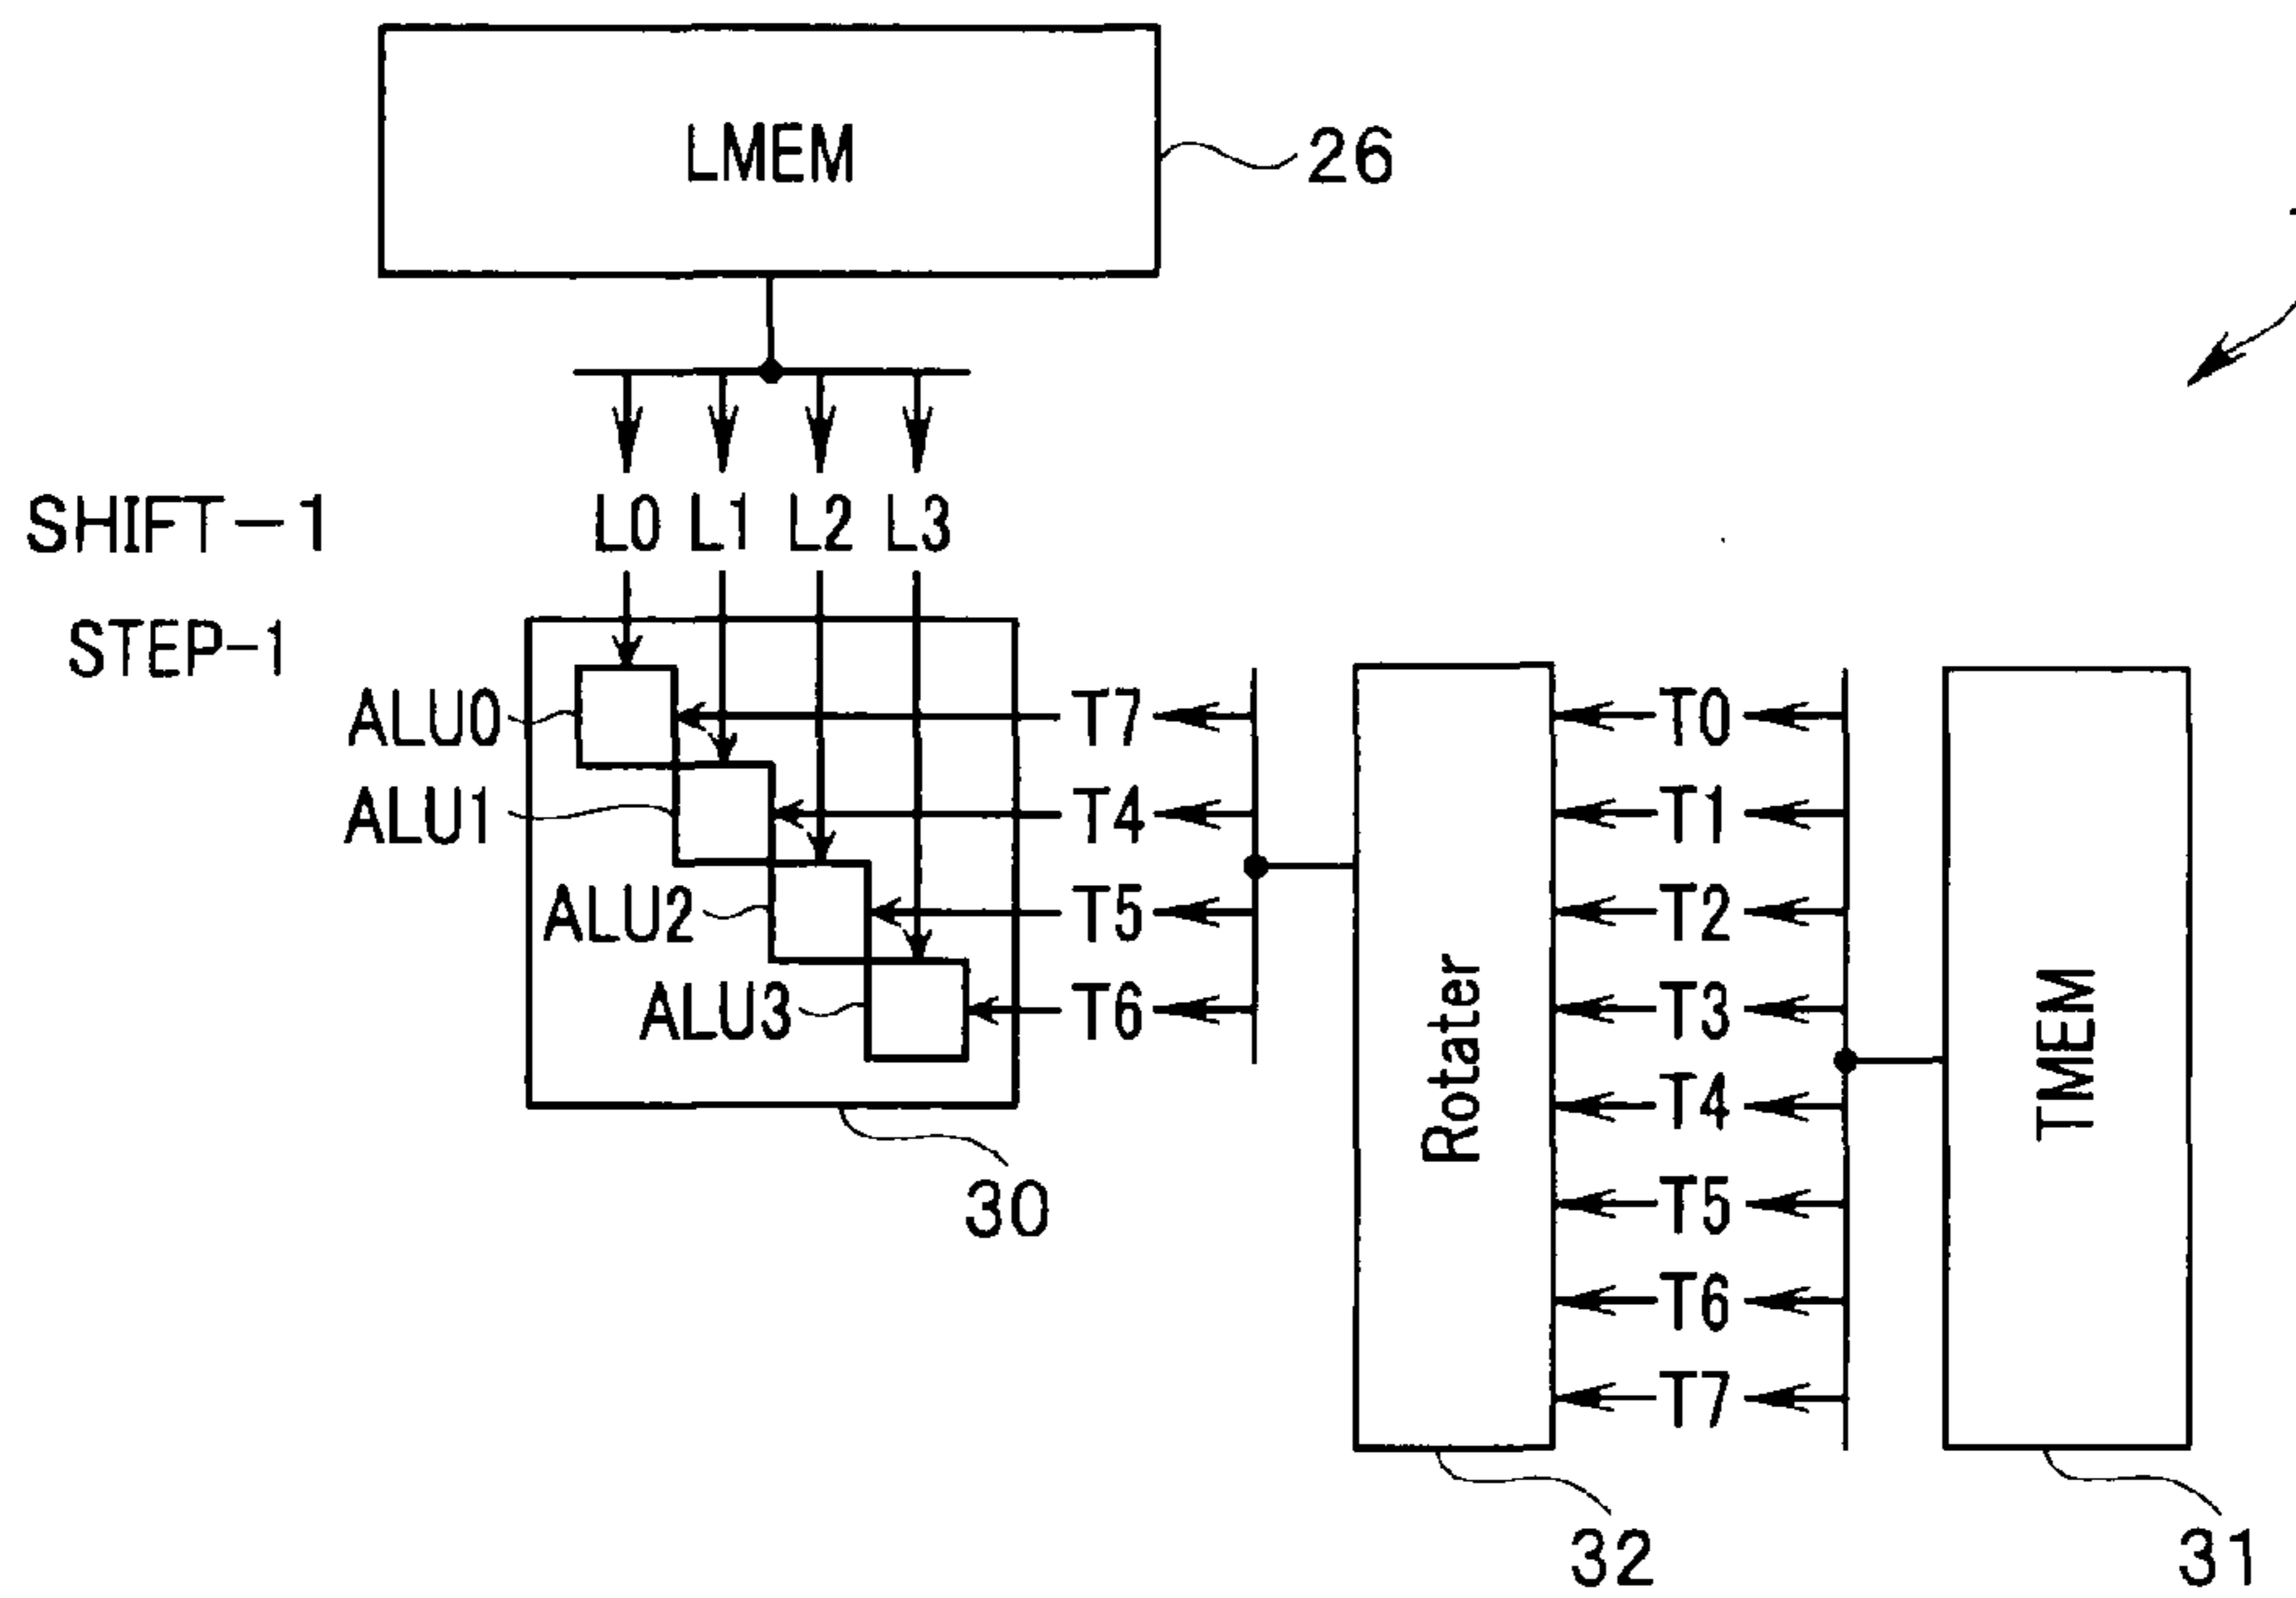 LMEM
26
SHIFT-1
L0 L1 L2 L3
STEP-1
ALU0
T7
T0
ALU1
T4
T1
ALU2
T5
T2
ALU3
T6
T3
Rotater
TMEM
T4
T5
T6
T7
30
32
31